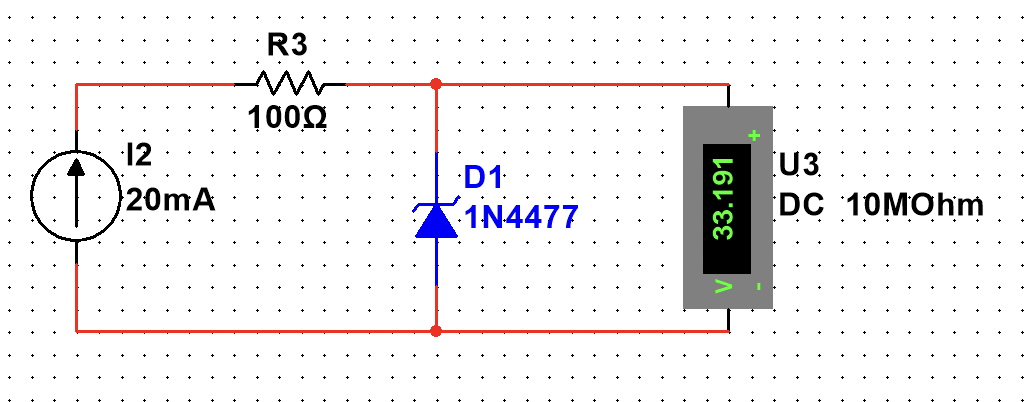 R3
100Ω
I2
20mA
D1
1N4477
+
33.191
V -
U3
DC 10MOhm